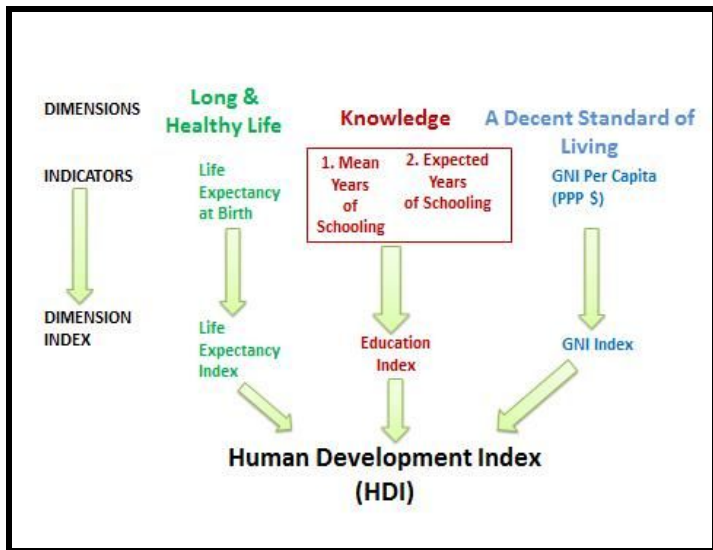 DIMENSIONS
Long &
Healthy Life
Knowledge
A Decent Standard of
Living
INDICATORS
Life
Expectancy
at Birth
1. Mean
Years
of
Schooling
2. Expected
Years
of Schooling
GNI Per Capita
(PPP $)
DIMENSION
INDEX
Life
Expectancy
Index
Education
Index
GNI Index
Human Development Index
(HDI)